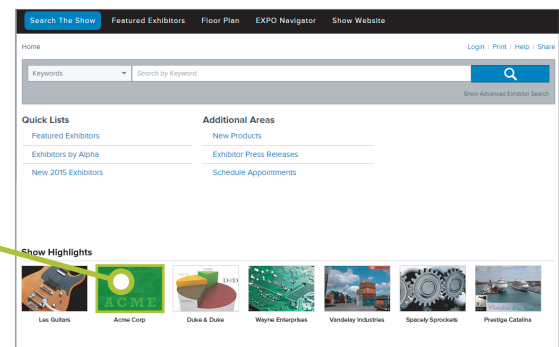 Search The Show Featured Exhibitors Floor Plan EXPO Navigator Show Website
Home Login | Print | Help | Share
Keywords Search by Keyword
Show Advanced Exhibitor Search
Quick Lists Additional Areas
Featured Exhibitors New Products
Exhibitors by Alpha Exhibitor Press Releases
New 2015 Exhibitors Schedule Appointments
Show Highlights
ACME D&D
Les Guitars Acme Corp Duke & Duke Wayne Enterprises Vandelay Industries Spacely Sprockets Prestige Catalina